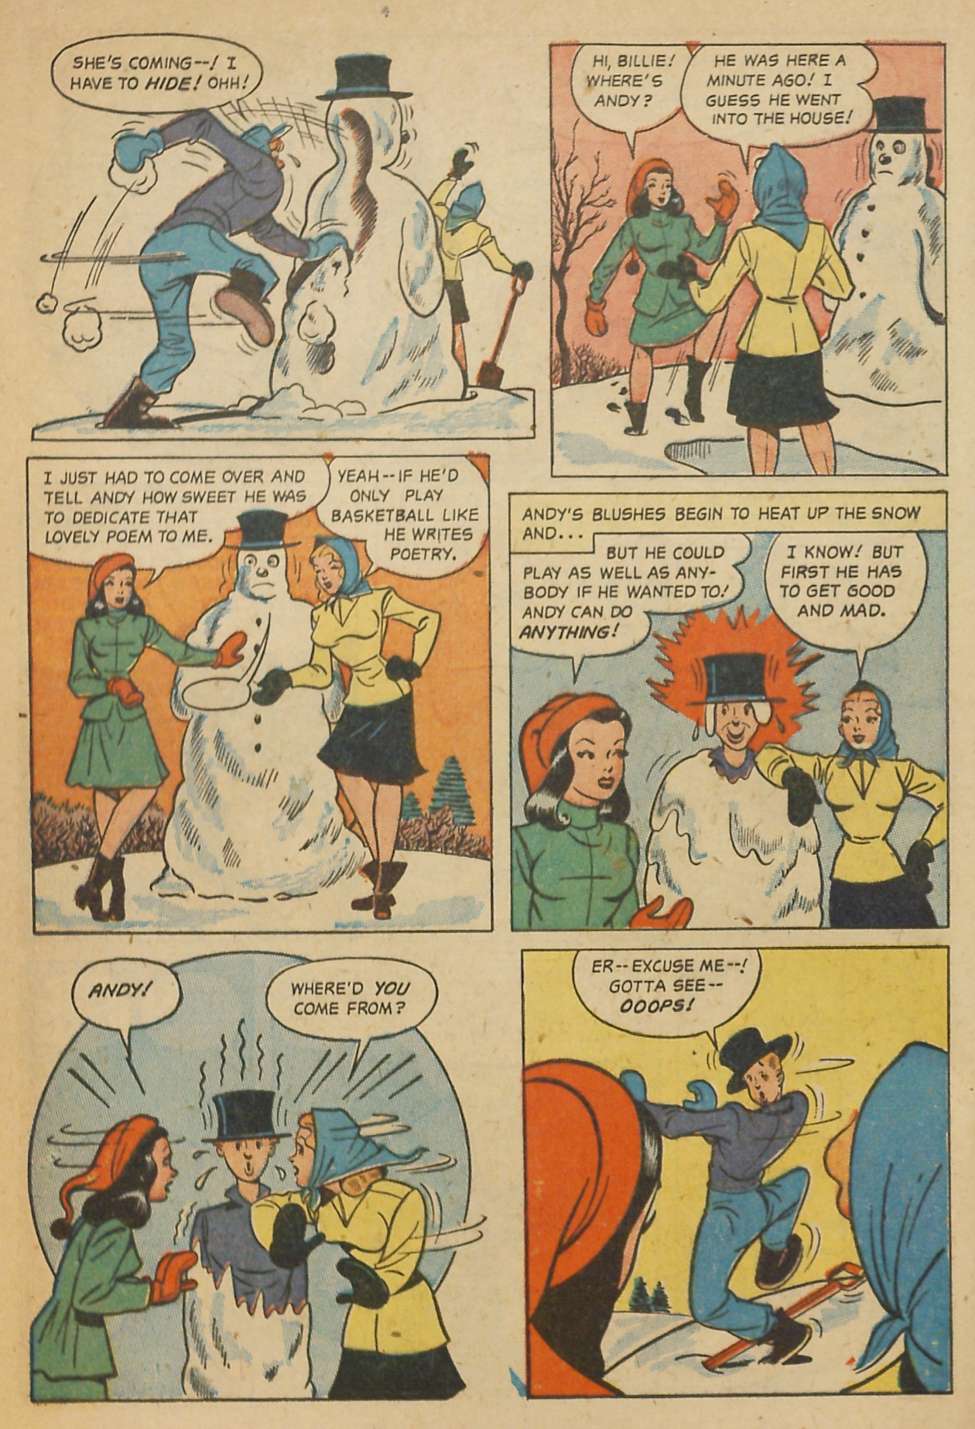 SHE'S COMING--! I
HAVE TO HIDE! OHH!
HI, BILLIE!
WHERE'S
ANDY?
HE WAS HERE A
MINUTE AGO! I
GUESS HE WENT
INTO THE HOUSE!
I JUST HAD TO COME OVER AND
TELL ANDY HOW SWEET HE WAS
TO DEDICATE THAT
LOVELY POEM TO ME.
YEAH--IF HE'D
ONLY PLAY
BASKETBALL LIKE
HE WRITES
POETRY.
ANDY'S BLUSHES BEGIN TO HEAT UP THE SNOW
AND...
BUT HE COULD
PLAY AS WELL AS ANY-
BODY IF HE WANTED TO!
ANDY CAN DO
ANYTHING!
I KNOW! BUT
FIRST HE HAS
TO GET GOOD
AND MAD.
ANDY!
WHERE'D YOU
COME FROM?
ER--EXCUSE ME--!
GOTTA SEE--
OOOPS!